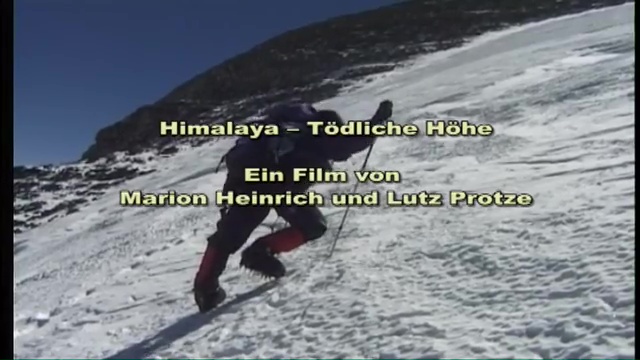 Himalaya – Tödliche Höhe
Ein Film von
Marion Heinrich und Lutz Protze